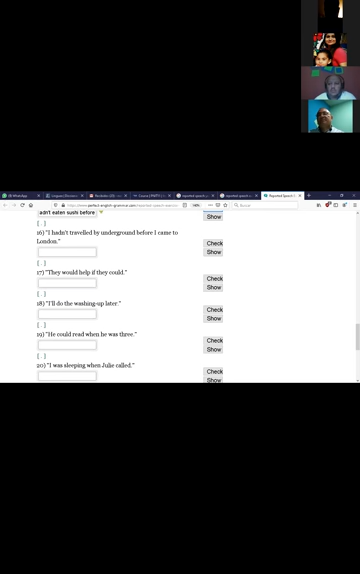 adn't eaten sushi before
Show
[ . ]
16) "I hadn't travelled by underground before I came to
London."
Check
Show
[ . ]
17) "They would help if they could."
Check
Show
[ . ]
18) "I'll do the washing-up later."
Check
Show
[ . ]
19) "He could read when he was three."
Check
Show
[ . ]
20) "I was sleeping when Julie called."
Check
Show